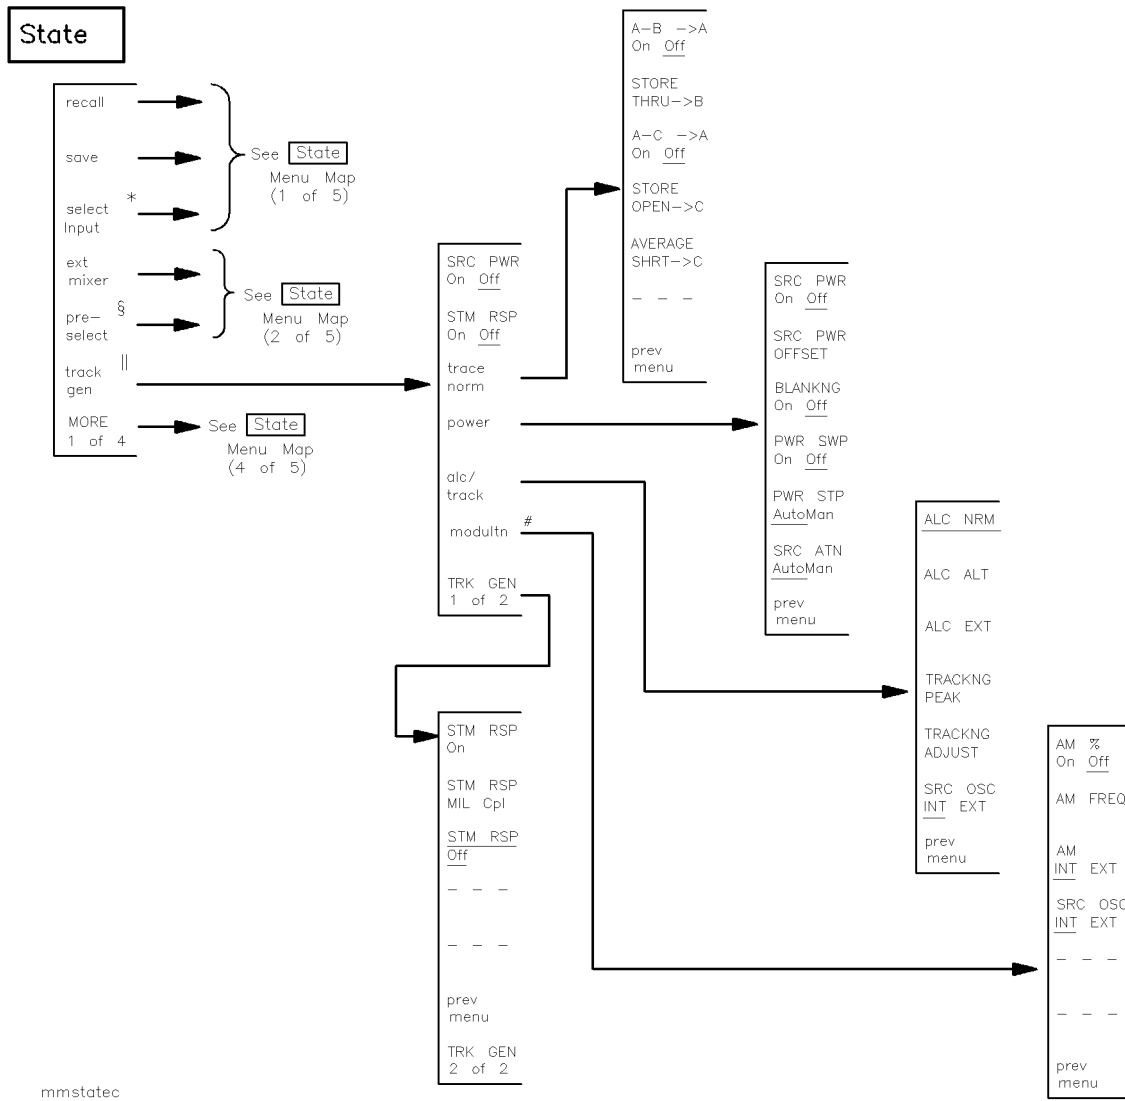 State
recall
save
select *
Input
ext
mixer
pre- §
select
track ||
gen
MORE
1 of 4
See State
Menu Map
(1 of 5)
See State
Menu Map
(2 of 5)
See State
Menu Map
(4 of 5)
SRC PWR
On Off
STM RSP
On Off
trace
norm
power
alc/
track
modultn #
TRK GEN
1 of 2
STM RSP
On
STM RSP
MIL Cpl
STM RSP
Off
- - -
- - -
prev
menu
TRK GEN
2 of 2
A-B ->A
On Off
STORE
THRU->B
A-C ->A
On Off
STORE
OPEN->C
AVERAGE
SHRT->C
- - -
prev
menu
SRC PWR
On Off
SRC PWR
OFFSET
BLANKNG
On Off
PWR SWP
On Off
PWR STP
AutoMan
SRC ATN
AutoMan
prev
menu
ALC NRM
ALC ALT
ALC EXT
TRACKNG
PEAK
TRACKNG
ADJUST
SRC OSC
INT EXT
prev
menu
AM %
On Off
AM FREQ
AM
INT EXT
SRC OSC
INT EXT
- - -
- - -
prev
menu
mmstatec